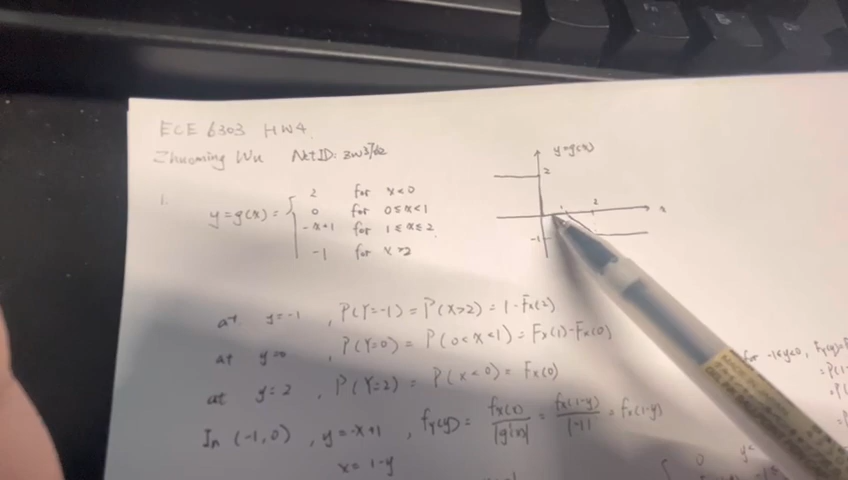 ECE 6303 HW4
Zhuoming Wu NetID:
1.
y=g(x)= { 2 for x<0
0 for 0≤x<1
-x+1 for 1≤x≤2
-1 for x>2
y=g(x)
2
1 2 x
-1
at y=-1 , P(Y=-1) = P(X>2) = 1-Fx(2)
at y=0 , P(Y=0) = P(0<x<1) = Fx(1)-Fx(0)
at y=2 , P(Y=2) = P(x<0) = Fx(0)
In (-1,0) , y=-x+1 , fY(y) = fx(x)/|g'(x)| = fx(1-y)/|-1| = fx(1-y)
x = 1-y
for -1≤y<0,
=P(1-
0